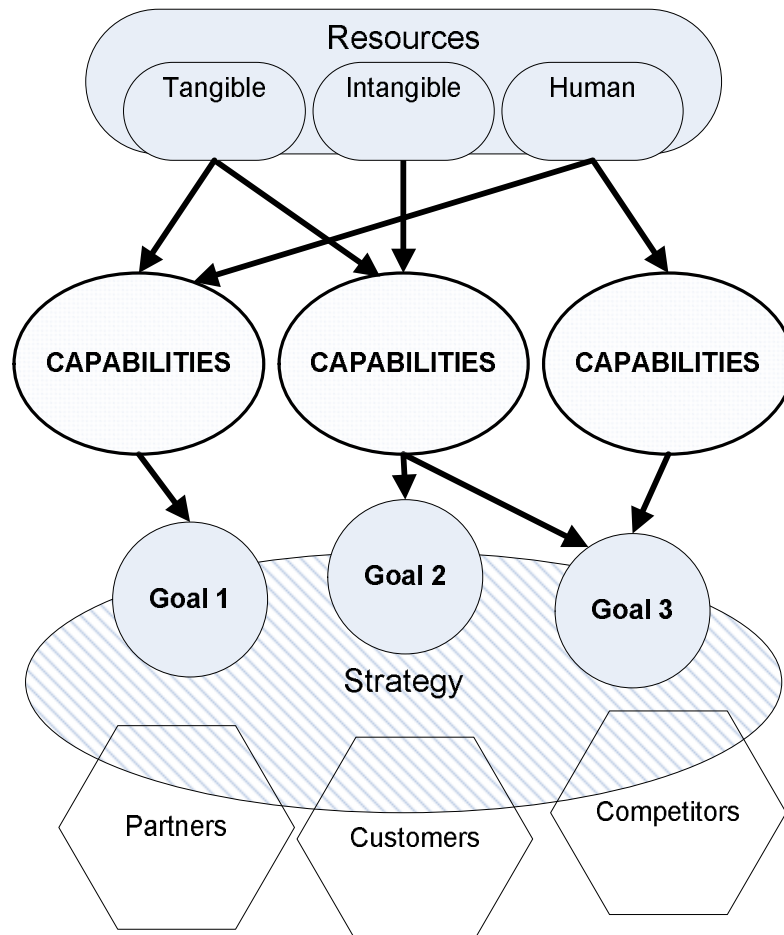 Resources
Tangible
Intangible
Human
CAPABILITIES
CAPABILITIES
CAPABILITIES
Goal 1
Goal 2
Goal 3
Strategy
Partners
Customers
Competitors